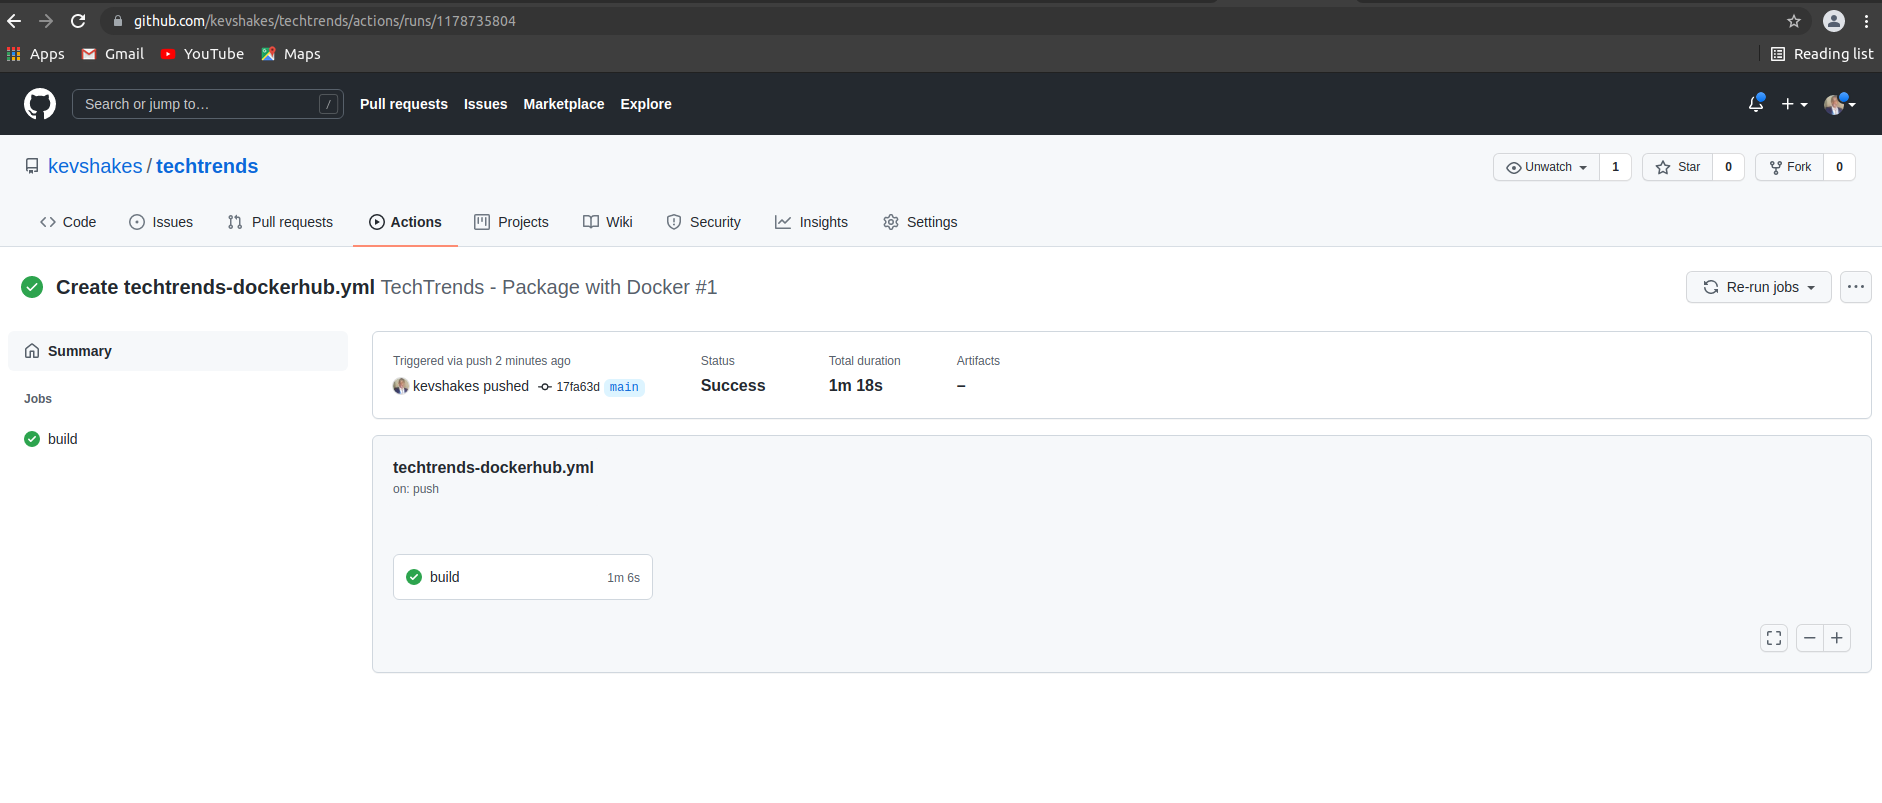 github.com/kevshakes/techtrends/actions/runs/1178735804
Apps Gmail YouTube Maps Reading list
Search or jump to… / Pull requests Issues Marketplace Explore
kevshakes / techtrends Unwatch 1 Star 0 Fork 0
Code Issues Pull requests Actions Projects Wiki Security Insights Settings
Create techtrends-dockerhub.yml TechTrends - Package with Docker #1 Re-run jobs
Summary
Jobs
build
Triggered via push 2 minutes ago Status Total duration Artifacts
kevshakes pushed 17fa63d main Success 1m 18s –
techtrends-dockerhub.yml
on: push
build 1m 6s